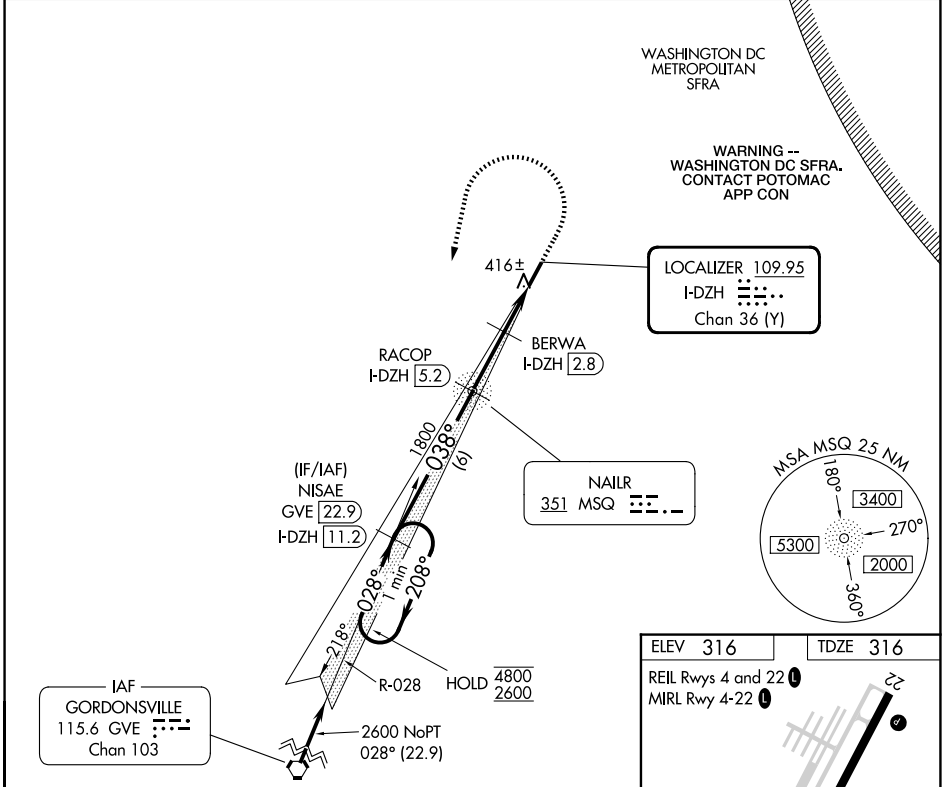 WASHINGTON DC
METROPOLITAN
SFRA
WARNING --
WASHINGTON DC SFRA.
CONTACT POTOMAC
APP CON
416±
LOCALIZER 109.95
I-DZH
Chan 36 (Y)
BERWA
I-DZH 2.8
RACOP
I-DZH 5.2
1800
038°
(6)
NAILR
351 MSQ
(IF/IAF)
NISAE
GVE 22.9
I-DZH 11.2
MSA MSQ 25 NM
180°
3400
270°
5300
2000
360°
028°
1 min
208°
218°
R-028
HOLD 4800
2600
IAF
GORDONSVILLE
115.6 GVE
Chan 103
2600 NoPT
028° (22.9)
ELEV 316
TDZE 316
REIL Rwys 4 and 22 L
MIRL Rwy 4-22 L
22
P